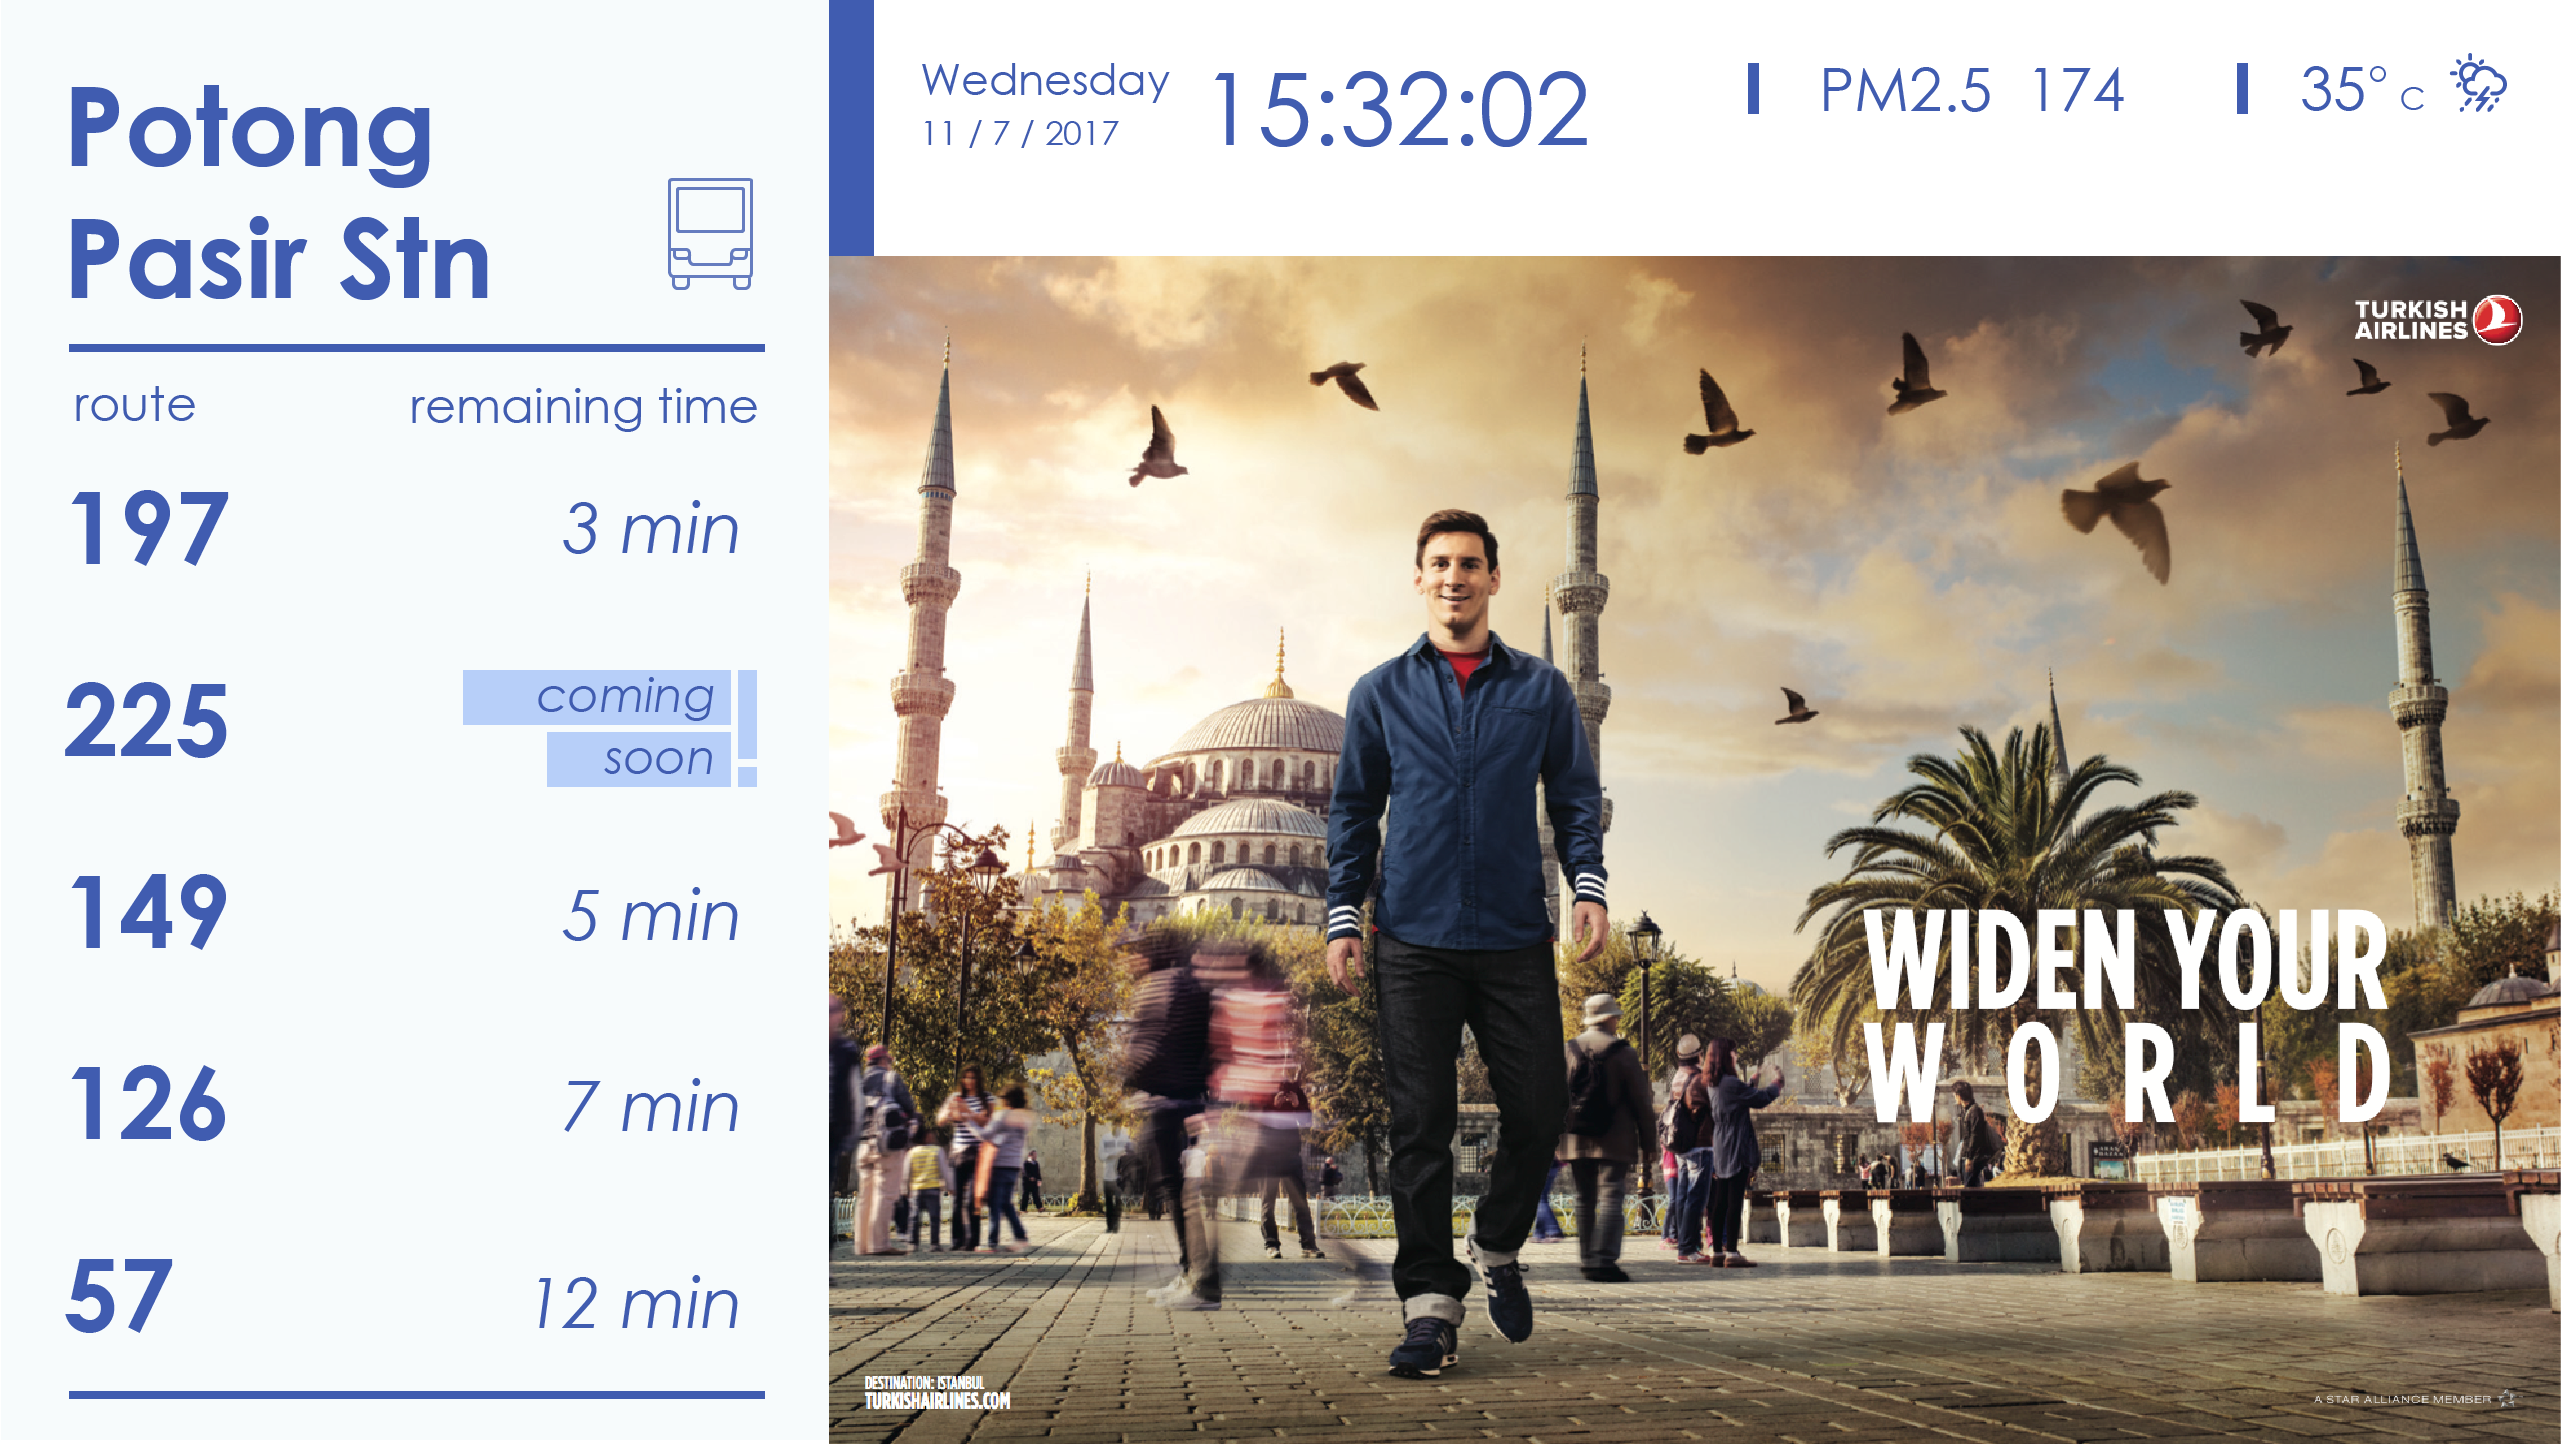 Potong
Pasir Stn
route remaining time
197 3 min
225 coming
soon
149 5 min
126 7 min
57 12 min
Wednesday
11 / 7 / 2017
15:32:02
PM2.5 174
35° C
TURKISH
AIRLINES
WIDEN YOUR
WORLD
DESTINATION: ISTANBUL
TURKISHAIRLINES.COM
A STAR ALLIANCE MEMBER